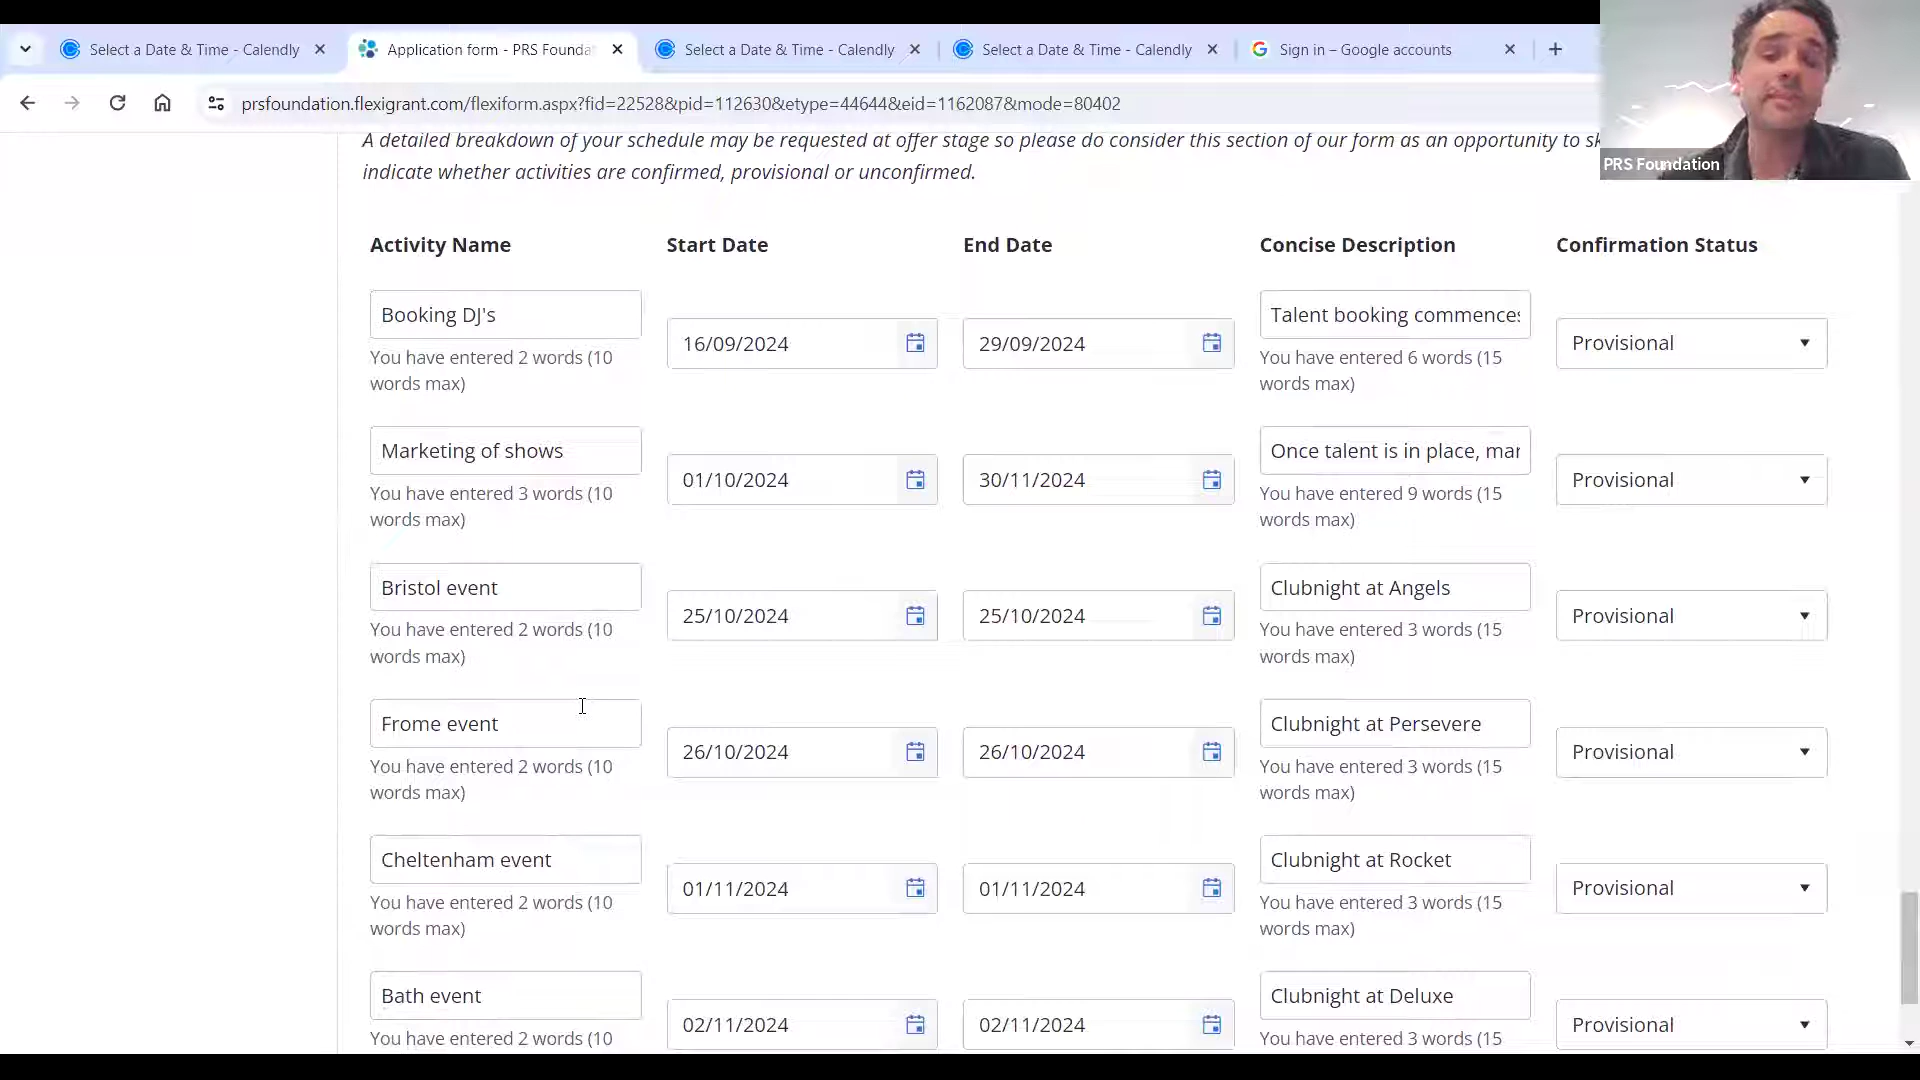 Select a Date & Time - Calendly
Application form - PRS Founda
Select a Date & Time - Calendly
Select a Date & Time - Calendly
Sign in – Google accounts
prsfoundation.flexigrant.com/flexiform.aspx?fid=22528&pid=112630&etype=44644&eid=1162087&mode=80402
PRS Foundation
A detailed breakdown of your schedule may be requested at offer stage so please do consider this section of our form as an opportunity to sk
indicate whether activities are confirmed, provisional or unconfirmed.
Activity Name Start Date End Date Concise Description Confirmation Status
Booking DJ's 16/09/2024 29/09/2024 Talent booking commences Provisional
You have entered 2 words (10 You have entered 6 words (15
words max) words max)
Marketing of shows 01/10/2024 30/11/2024 Once talent is in place, mar Provisional
You have entered 3 words (10 You have entered 9 words (15
words max) words max)
Bristol event 25/10/2024 25/10/2024 Clubnight at Angels Provisional
You have entered 2 words (10 You have entered 3 words (15
words max) words max)
Frome event 26/10/2024 26/10/2024 Clubnight at Persevere Provisional
You have entered 2 words (10 You have entered 3 words (15
words max) words max)
Cheltenham event 01/11/2024 01/11/2024 Clubnight at Rocket Provisional
You have entered 2 words (10 You have entered 3 words (15
words max) words max)
Bath event 02/11/2024 02/11/2024 Clubnight at Deluxe Provisional
You have entered 2 words (10 You have entered 3 words (15